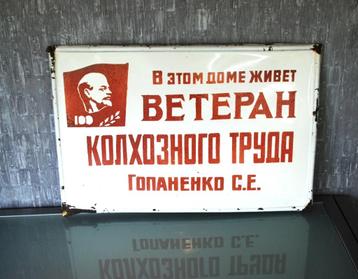 В ЭТОМ ДОМЕ ЖИВЕТ
ВЕТЕРАН
КОЛХОЗНОГО ТРУДА
ГОПАНЕНКО С.Е.
100